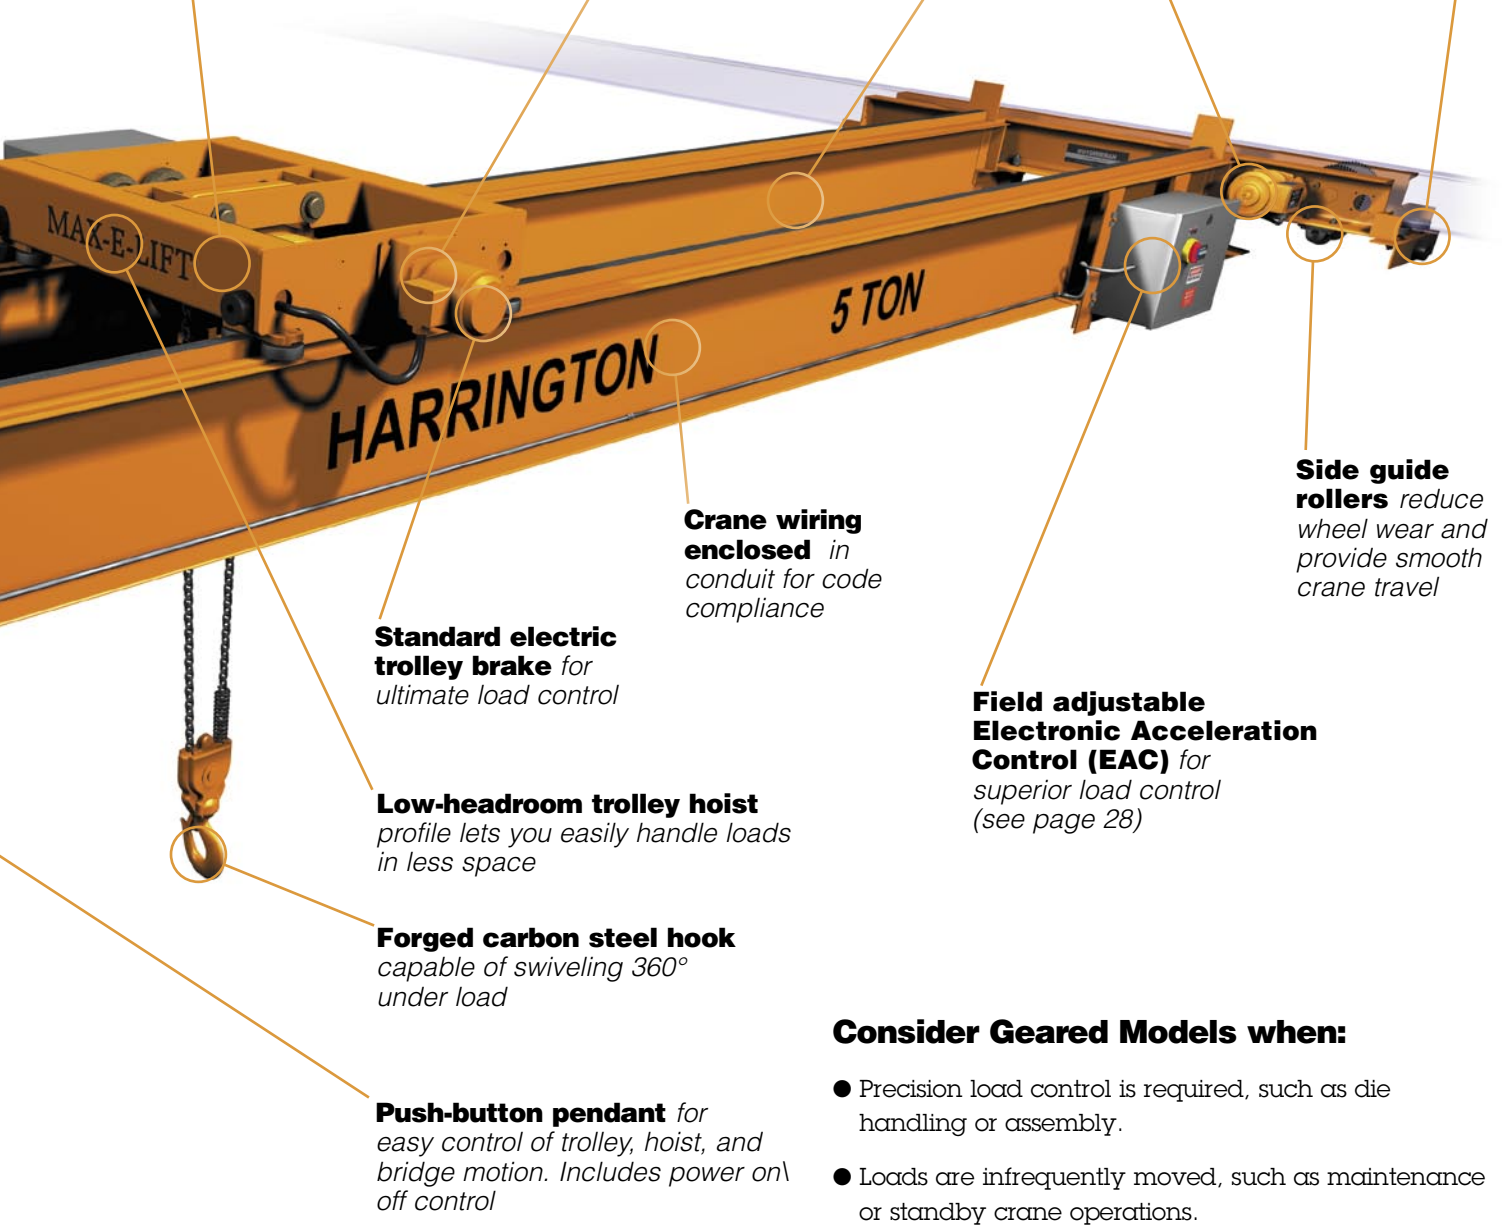 MAX-E-LIFT
HARRINGTON
5 TON
Side guide
rollers reduce
wheel wear and
provide smooth
crane travel
Crane wiring
enclosed in
conduit for code
compliance
Standard electric
trolley brake for
ultimate load control
Field adjustable
Electronic Acceleration
Control (EAC) for
superior load control
(see page 28)
Low-headroom trolley hoist
profile lets you easily handle loads
in less space
Forged carbon steel hook
capable of swiveling 360°
under load
Push-button pendant for
easy control of trolley, hoist, and
bridge motion. Includes power on\
off control
Consider Geared Models when:
● Precision load control is required, such as die
handling or assembly.
● Loads are infrequently moved, such as maintenance
or standby crane operations.